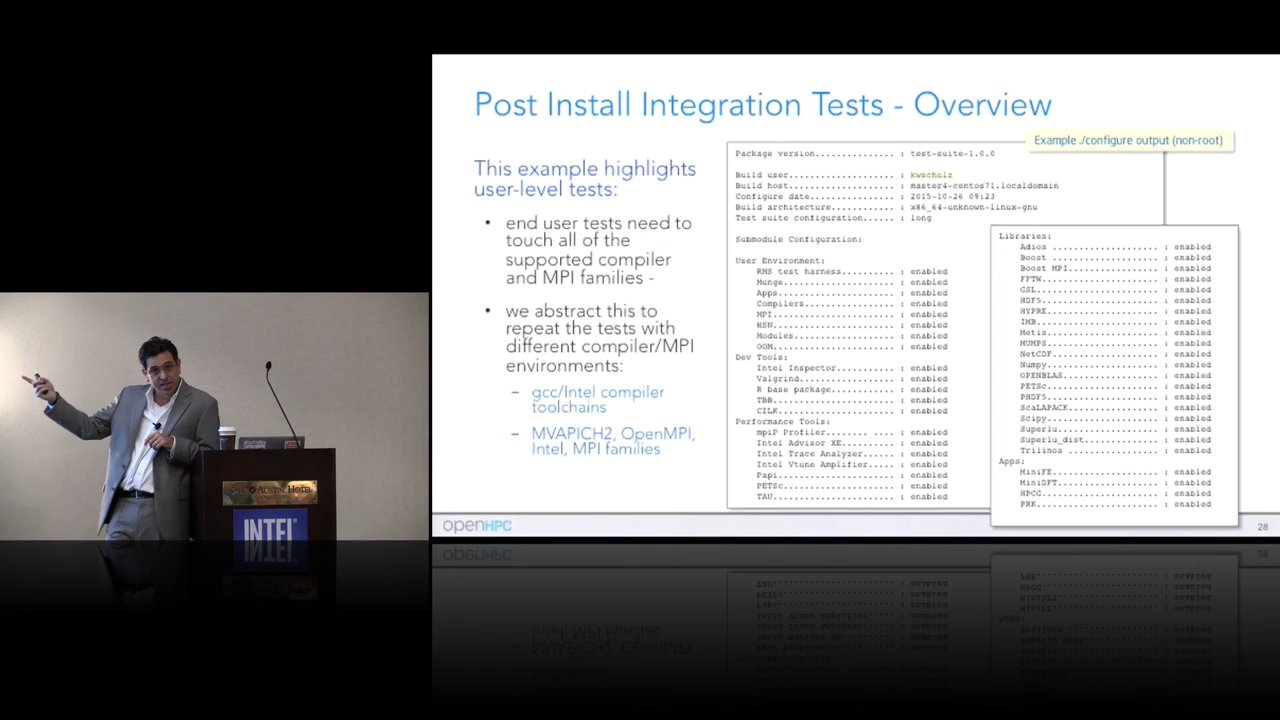 Post Install Integration Tests - Overview
Example ./configure output (non-root)
This example highlights
user-level tests:
• end user tests need to
touch all of the
supported compiler
and MPI families -
• we abstract this to
repeat the tests with
different compiler/MPI
environments:
– gcc/Intel compiler
toolchains
– MVAPICH2, OpenMPI,
Intel, MPI families
Package version............... : test-suite-1.0.0
Build user.................... : kwschulz
Build host.................... : master4-centos71.localdomain
Configure date................ : 2015-10-26 09:23
Build architecture............ : x86_64-unknown-linux-gnu
Test suite configuration...... : long
Submodule Configuration:
User Environment:
RMS test harness.......... : enabled
Munge..................... : enabled
Apps...................... : enabled
Compilers................. : enabled
MPI....................... : enabled
HSN....................... : enabled
Modules................... : enabled
OOM....................... : enabled
Dev Tools:
Intel Inspector........... : enabled
Valgrind.................. : enabled
R base package............ : enabled
TBB....................... : enabled
CILK...................... : enabled
Performance Tools:
mpiP Profiler........ .... : enabled
Intel Advisor XE.......... : enabled
Intel Trace Analyzer...... : enabled
Intel Vtune Amplifier..... : enabled
Papi...................... : enabled
PETSc..................... : enabled
TAU....................... : enabled
Libraries:
Adios .................... : enabled
Boost .................... : enabled
Boost MPI................. : enabled
FFTW...................... : enabled
GSL....................... : enabled
HDF5...................... : enabled
HYPRE..................... : enabled
IMB....................... : enabled
Metis..................... : enabled
MUMPS..................... : enabled
NetCDF.................... : enabled
Numpy..................... : enabled
OPENBLAS.................. : enabled
PETSc..................... : enabled
PHDF5..................... : enabled
ScaLAPACK................. : enabled
Scipy..................... : enabled
Superlu................... : enabled
Superlu_dist.............. : enabled
Trilinos ................. : enabled
Apps:
MiniFE.................... : enabled
MiniDFT................... : enabled
HPCG...................... : enabled
PRK....................... : enabled
openHPC
28
AUSTIN HOTEL
INTEL